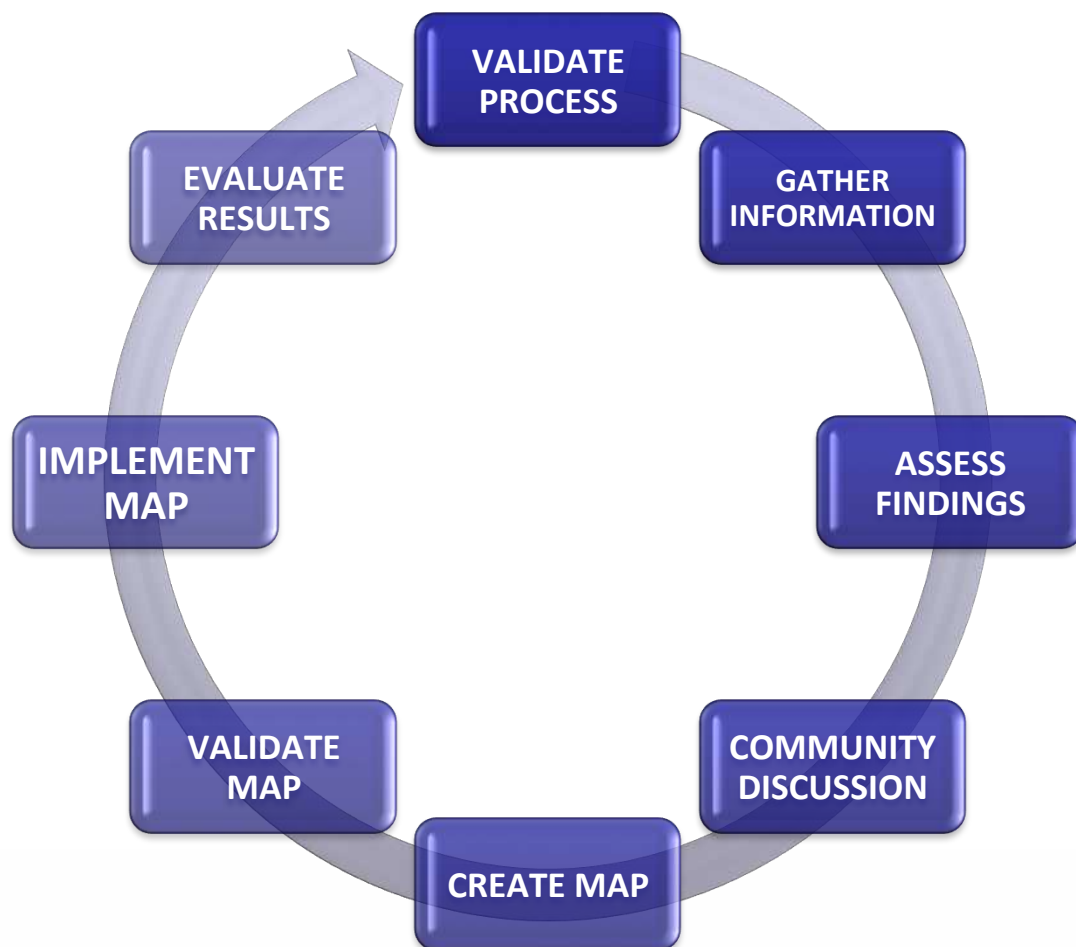 VALIDATE
PROCESS
GATHER
INFORMATION
ASSESS
FINDINGS
COMMUNITY
DISCUSSION
CREATE MAP
VALIDATE
MAP
IMPLEMENT
MAP
EVALUATE
RESULTS